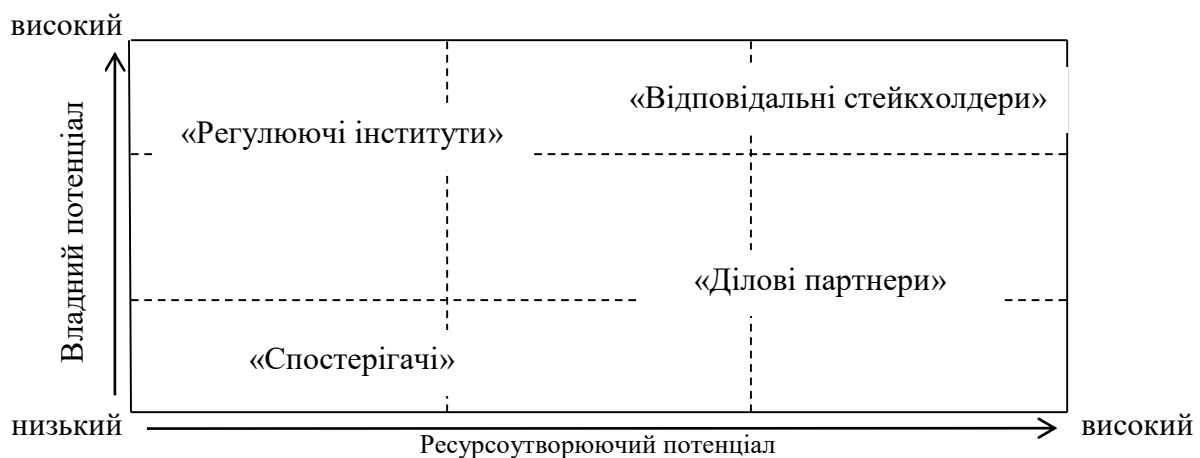 високий
«Відповідальні стейкхолдери»
«Регулюючі інститути»
Владний потенціал
«Ділові партнери»
«Спостерігачі»
низький
високий
Ресурсоутворюючий потенціал